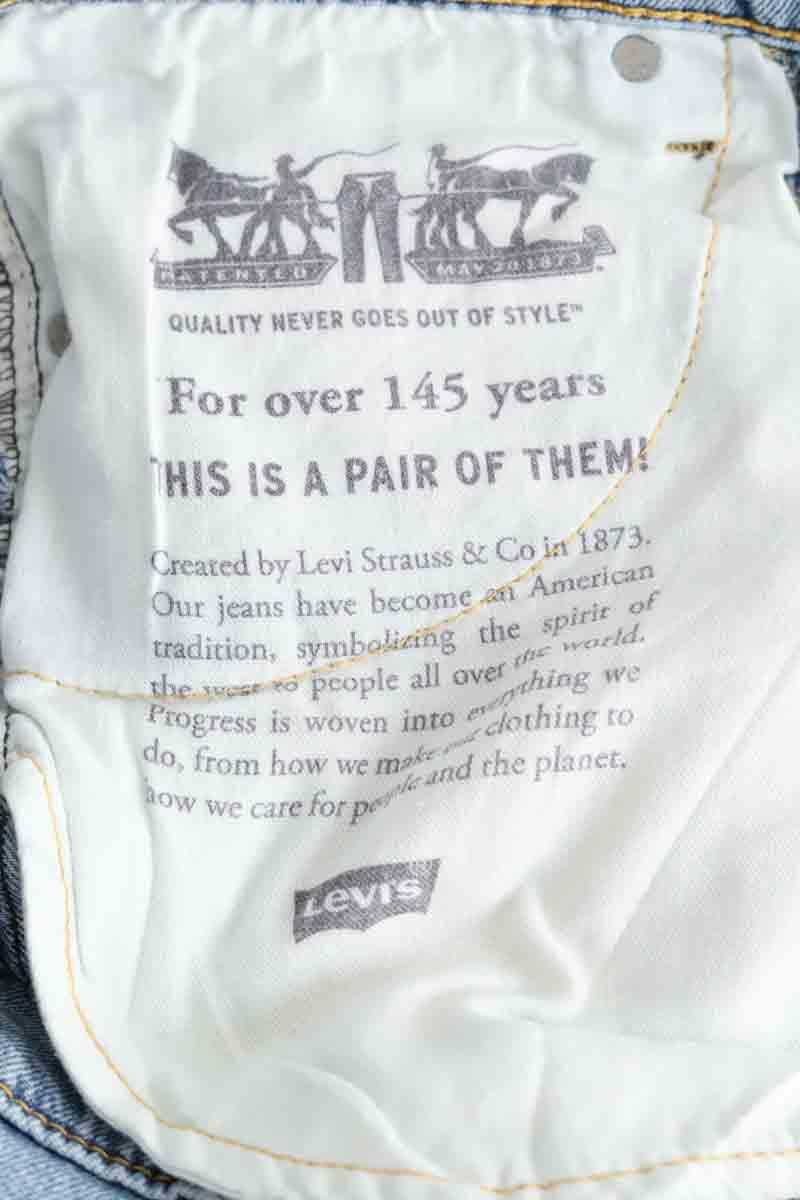 PATENTED MAY 20 1873
QUALITY NEVER GOES OUT OF STYLE™
For over 145 years
THIS IS A PAIR OF THEM!
Created by Levi Strauss & Co in 1873.
Our jeans have become an American
tradition, symbolizing the spirit of
the west to people all over the world.
Progress is woven into everything we
do, from how we make our clothing to
how we care for people and the planet.
Levi's